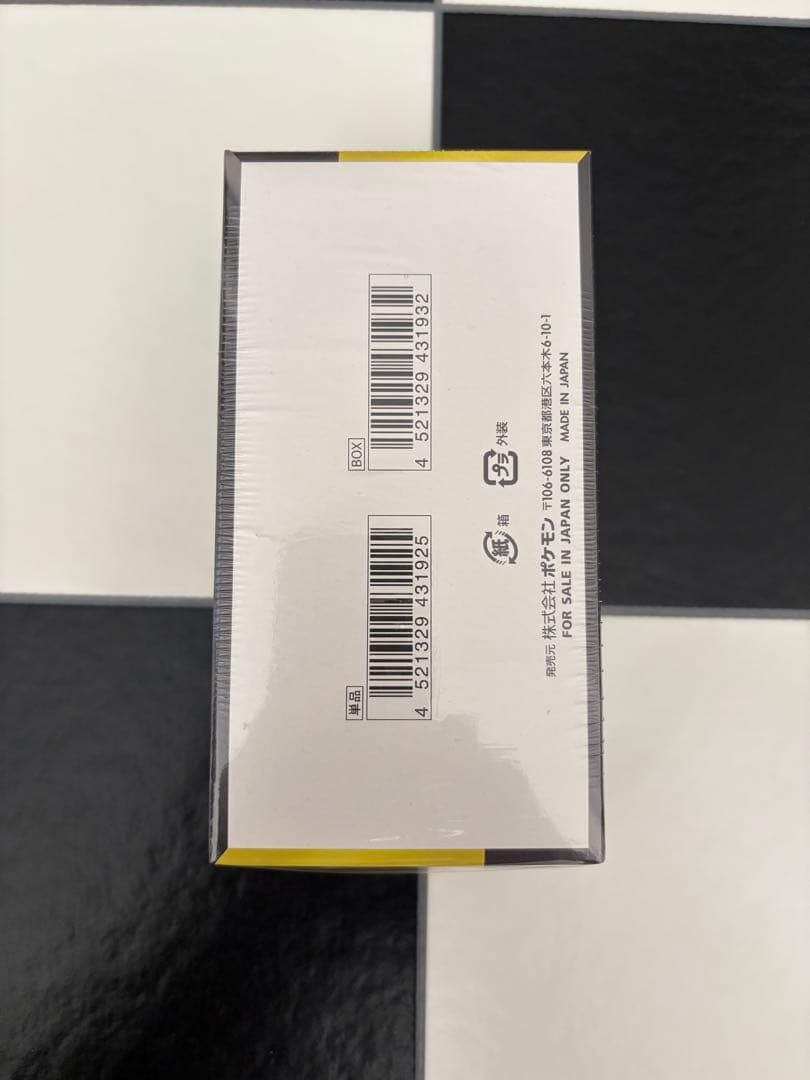 単品
4 521329 431925
BOX
4 521329 431932
紙 箱
プラ 外装
発売元 株式会社ポケモン 〒106-6108 東京都港区六本木6-10-1
FOR SALE IN JAPAN ONLY MADE IN JAPAN